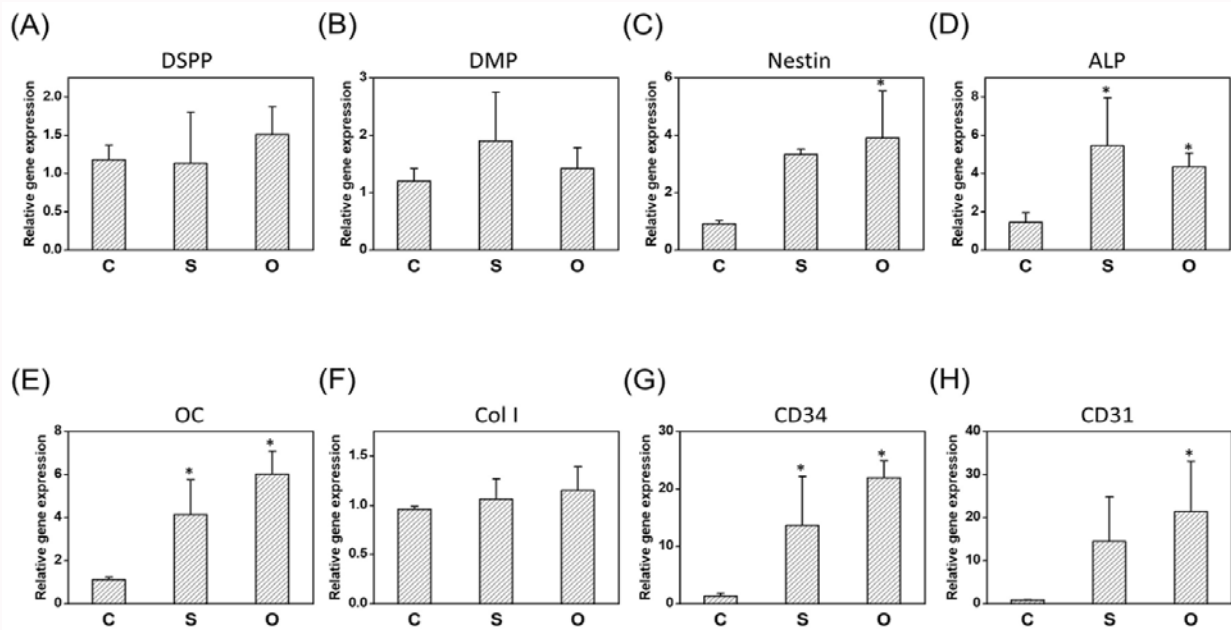 (A) (B) (C) (D)
DSPP DMP Nestin ALP
Relative gene expression Relative gene expression Relative gene expression Relative gene expression
2.0 3 6 8
* * *
1.5 2 4 6
1.0 1 2 4
0.5 2
0.0 0 0 0
C S O C S O C S O C S O
(E) (F) (G) (H)
OC Col I CD34 CD31
Relative gene expression Relative gene expression Relative gene expression Relative gene expression
8 1.5 30 40
* * * * *
6 1.0 20 30
4 0.5 10 20
2 10
0 0.0 0 0
C S O C S O C S O C S O